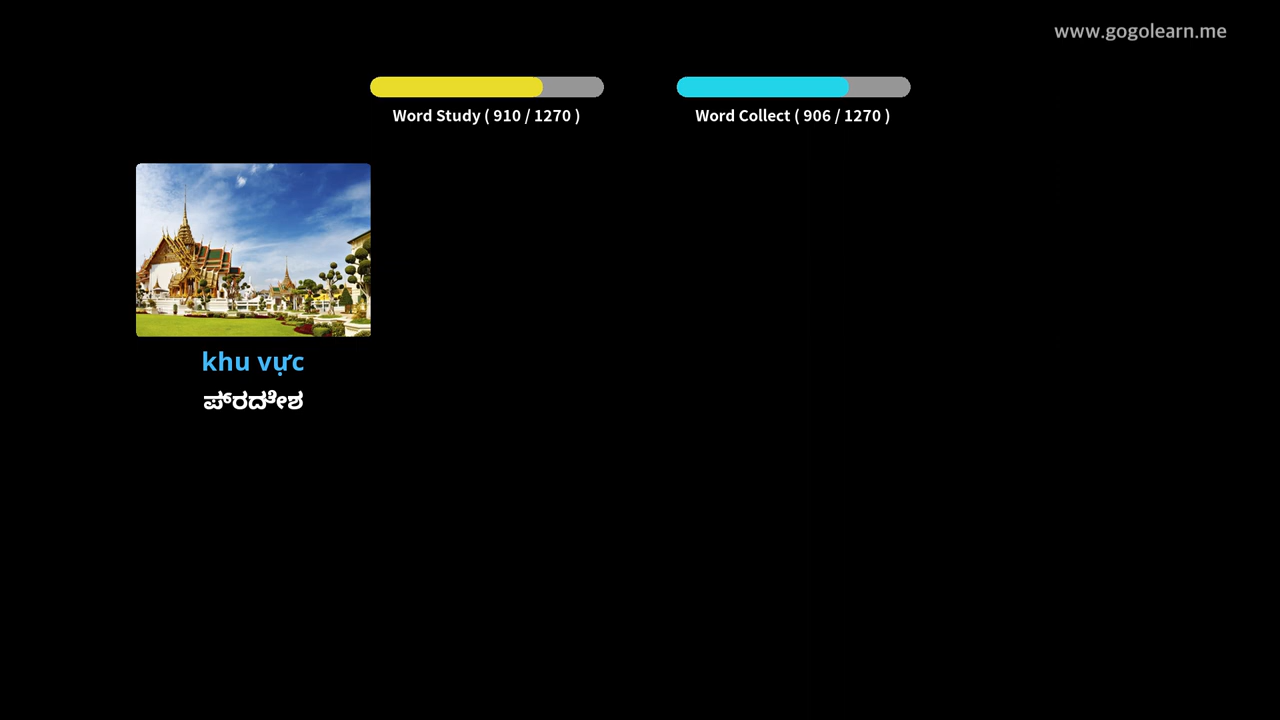 www.gogolearn.me
Word Study ( 910 / 1270 )
Word Collect ( 906 / 1270 )
khu vực
ಪ್ರದೇಶ